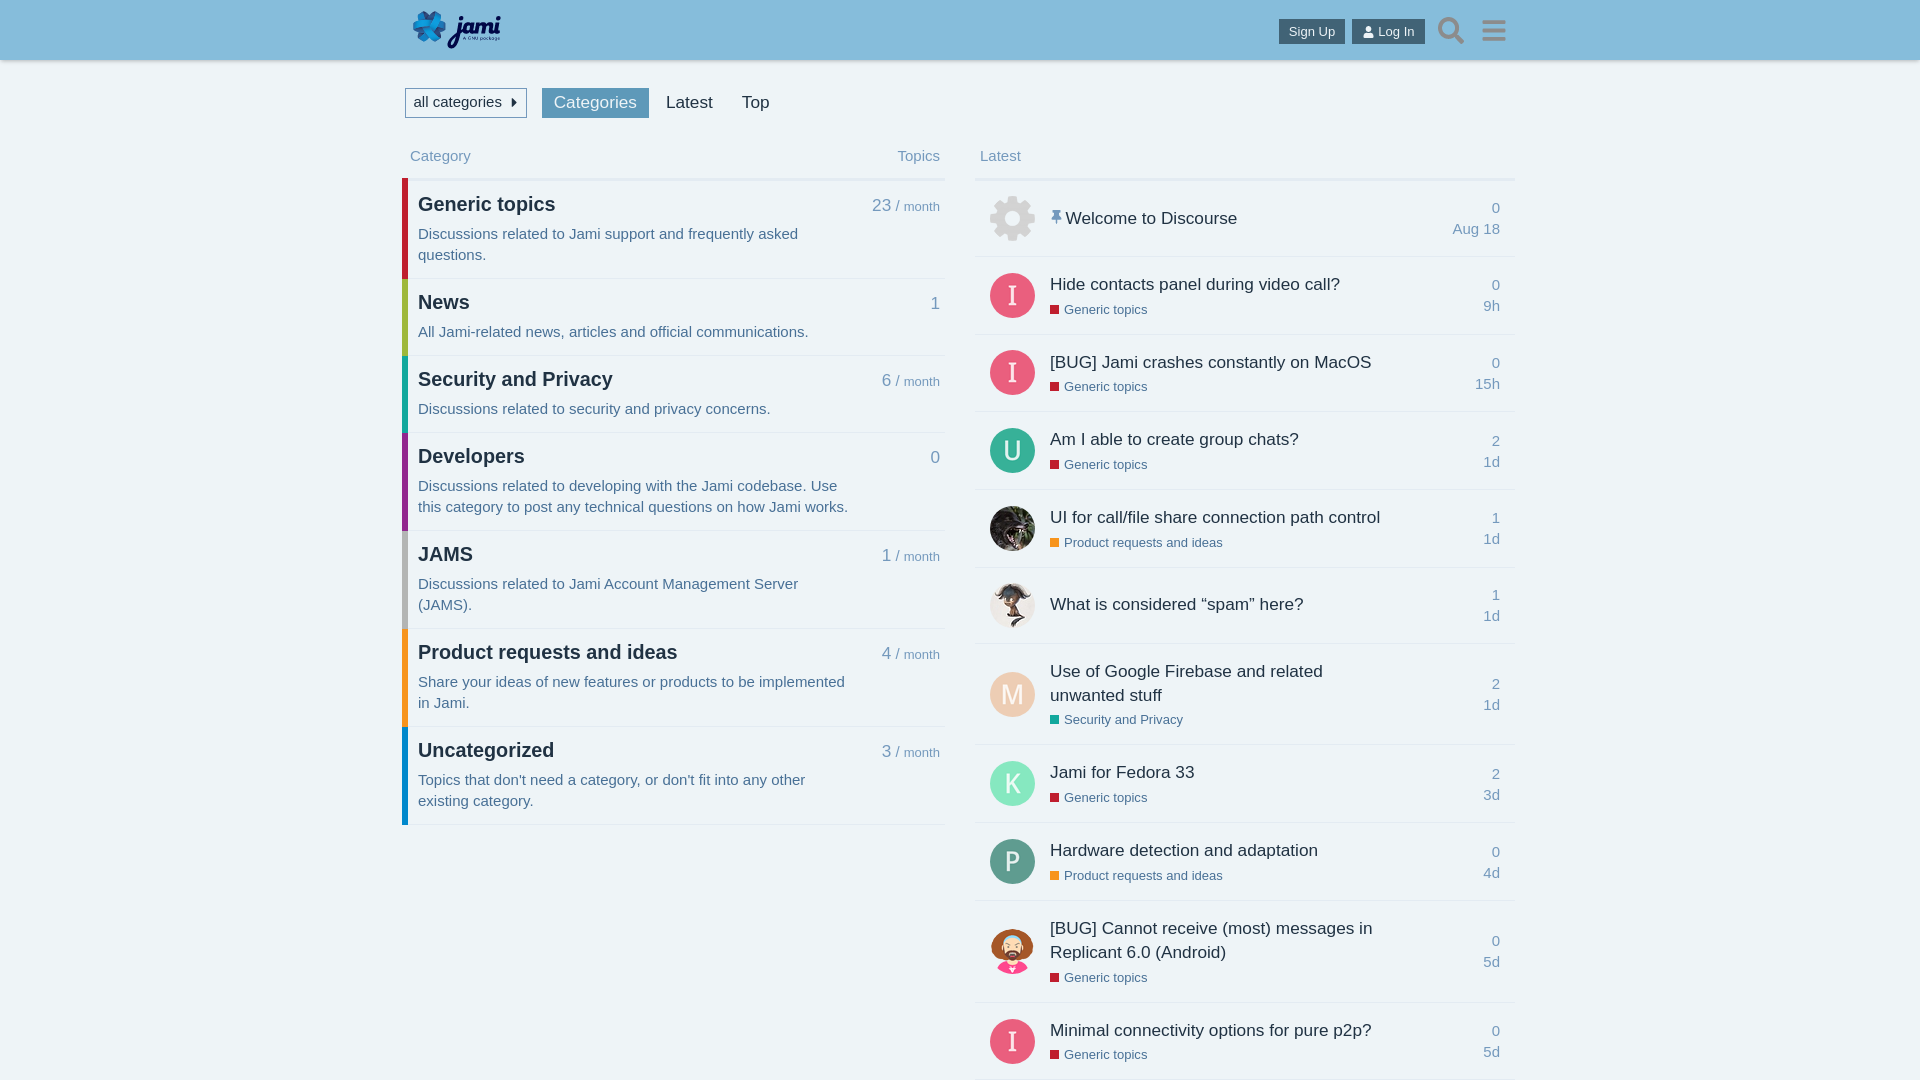 jami
A GNU package
Sign Up
Log In
all categories
Categories
Latest
Top
Category
Topics
Generic topics
23 / month
Discussions related to Jami support and frequently asked
questions.
News
1
All Jami-related news, articles and official communications.
Security and Privacy
6 / month
Discussions related to security and privacy concerns.
Developers
0
Discussions related to developing with the Jami codebase. Use
this category to post any technical questions on how Jami works.
JAMS
1 / month
Discussions related to Jami Account Management Server
(JAMS).
Product requests and ideas
4 / month
Share your ideas of new features or products to be implemented
in Jami.
Uncategorized
3 / month
Topics that don't need a category, or don't fit into any other
existing category.
Latest
Welcome to Discourse
0
Aug 18
I
Hide contacts panel during video call?
Generic topics
0
9h
I
[BUG] Jami crashes constantly on MacOS
Generic topics
0
15h
U
Am I able to create group chats?
Generic topics
2
1d
UI for call/file share connection path control
Product requests and ideas
1
1d
What is considered “spam” here?
1
1d
M
Use of Google Firebase and related
unwanted stuff
Security and Privacy
2
1d
K
Jami for Fedora 33
Generic topics
2
3d
P
Hardware detection and adaptation
Product requests and ideas
0
4d
[BUG] Cannot receive (most) messages in
Replicant 6.0 (Android)
Generic topics
0
5d
I
Minimal connectivity options for pure p2p?
Generic topics
0
5d